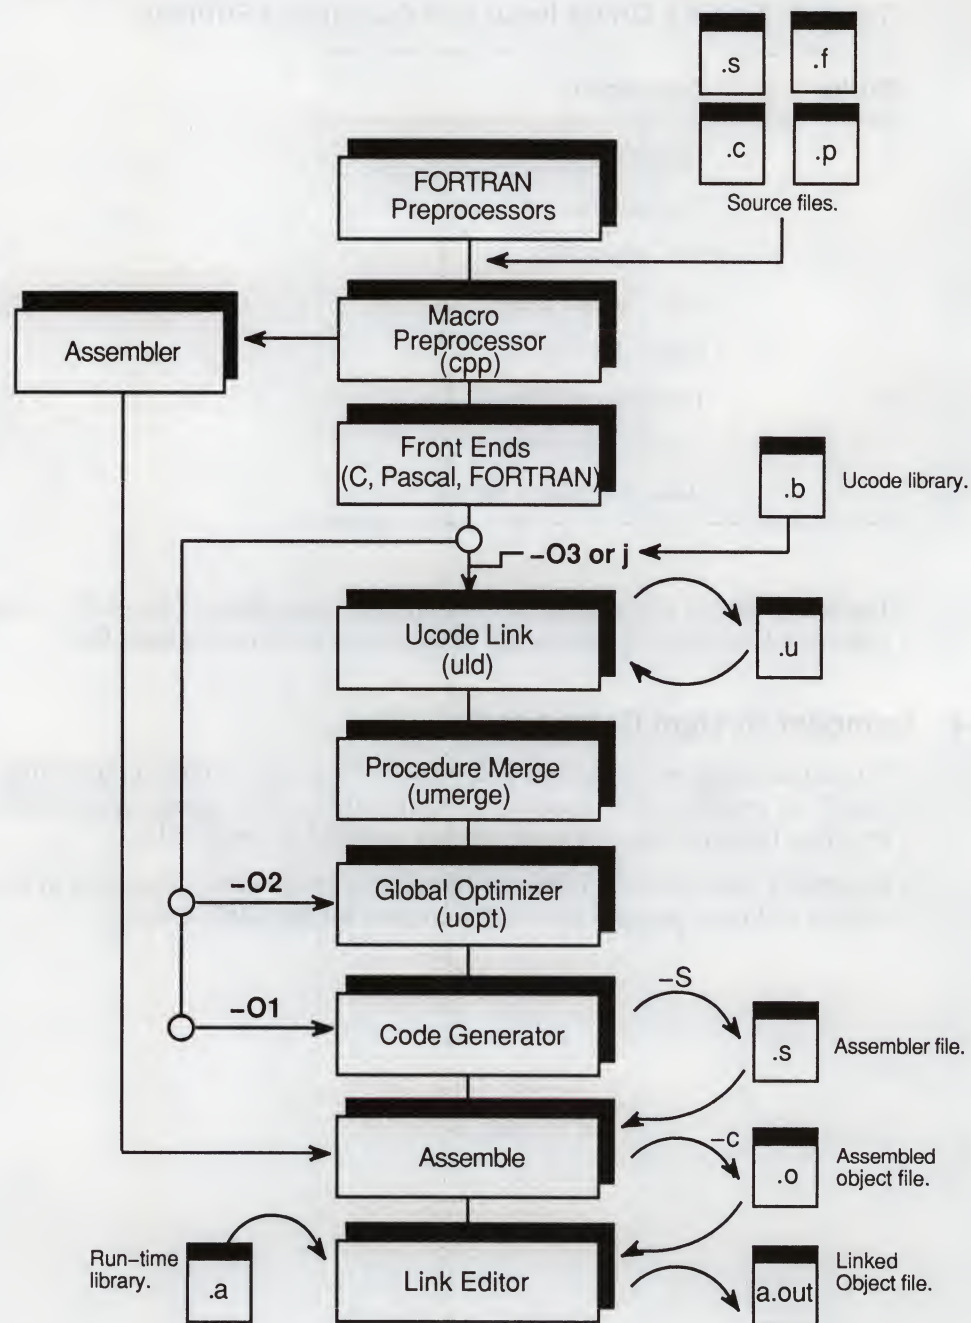 .s
.f
.c
.p
Source files.
FORTRAN
Preprocessors
Macro
Preprocessor
(cpp)
Assembler
Front Ends
(C, Pascal, FORTRAN)
.b
Ucode library.
–O3 or j
Ucode Link
(uld)
.u
Procedure Merge
(umerge)
–O2
Global Optimizer
(uopt)
–O1
Code Generator
–S
.s
Assembler file.
Assemble
–c
.o
Assembled
object file.
Run–time
library.
.a
Link Editor
a.out
Linked
Object file.